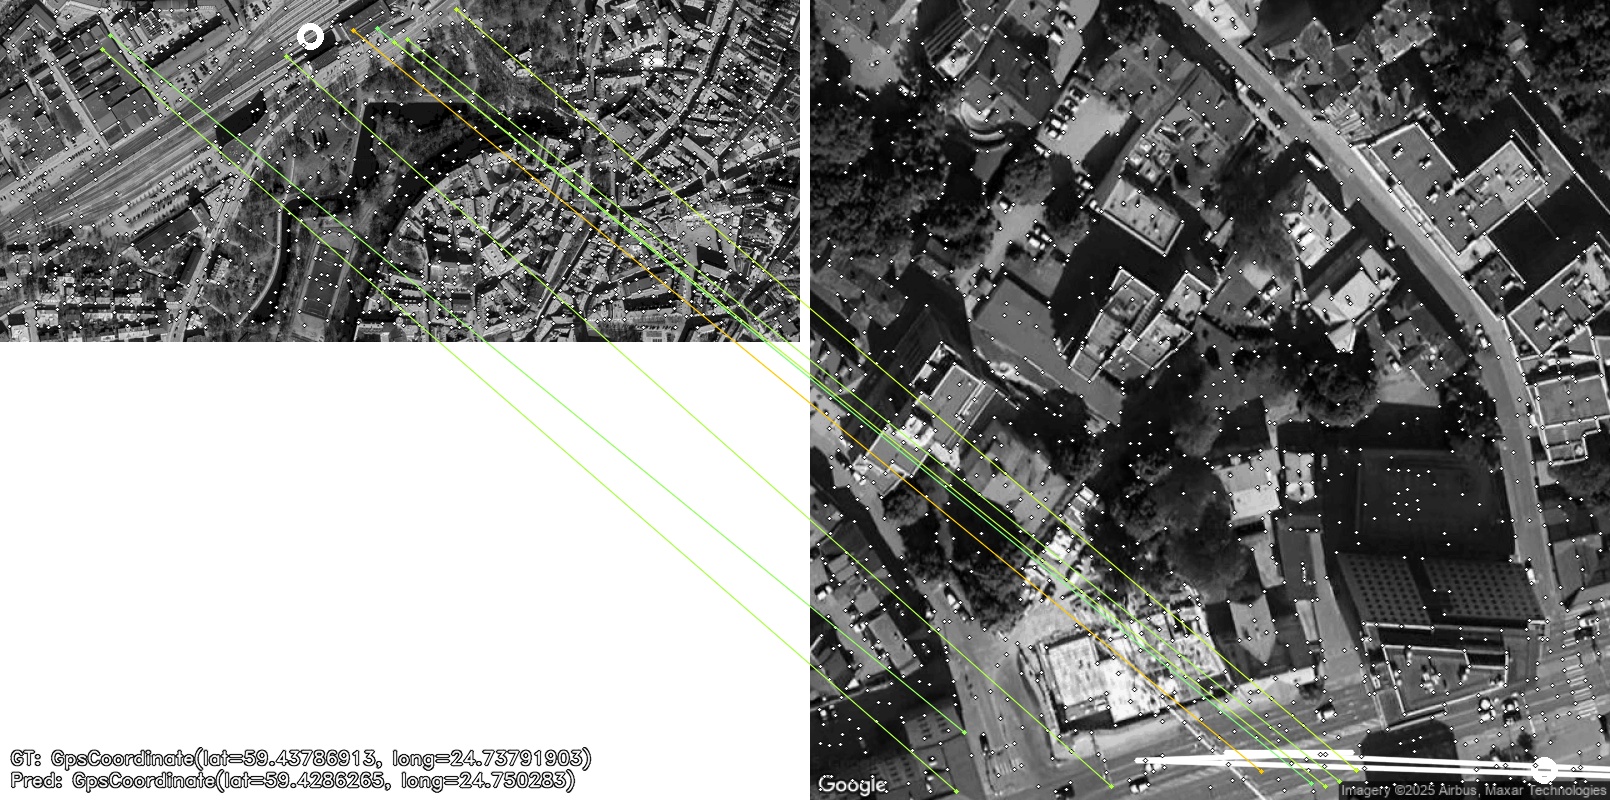 GT: GpsCoordinate(lat=59.43786913, long=24.73791903)
Pred: GpsCoordinate(lat=59.4286265, long=24.750283)
Google
Imagery ©2025 Airbus, Maxar Technologies